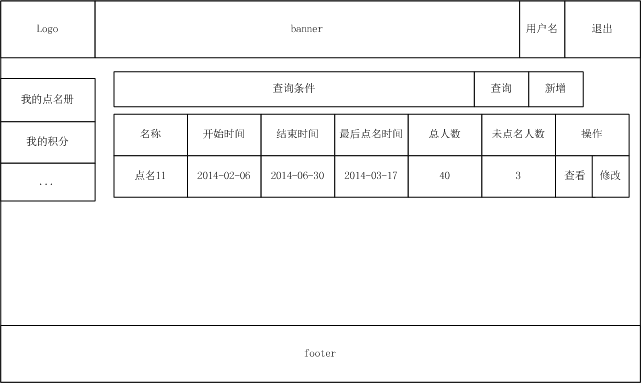 Logo banner 用户名 退出
查询条件 查询 新增
我的点名册
我的积分
...
名称 开始时间 结束时间 最后点名时间 总人数 未点名人数 操作
点名11 2014-02-06 2014-06-30 2014-03-17 40 3 查看 修改
footer